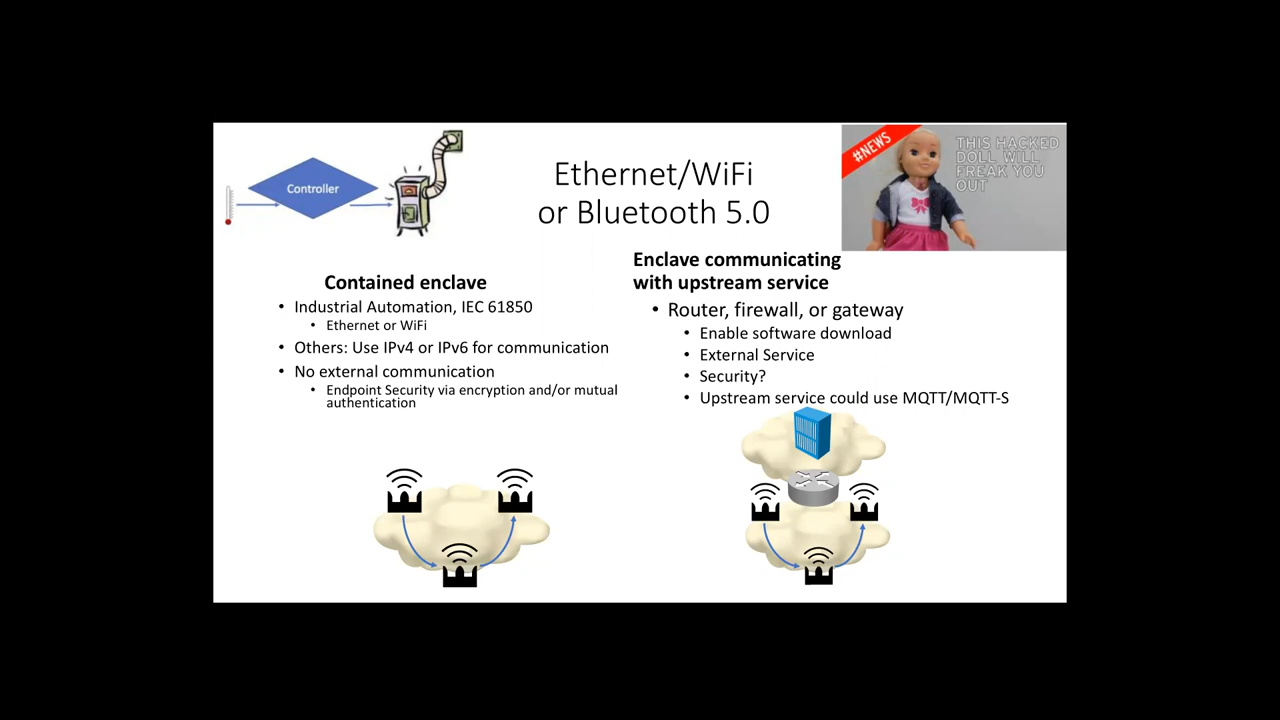 Controller
Ethernet/WiFi
or Bluetooth 5.0
#NEWS
THIS HACKED
DOLL WILL
FREAK YOU
OUT
Contained enclave
• Industrial Automation, IEC 61850
• Ethernet or WiFi
• Others: Use IPv4 or IPv6 for communication
• No external communication
• Endpoint Security via encryption and/or mutual
authentication
Enclave communicating
with upstream service
• Router, firewall, or gateway
• Enable software download
• External Service
• Security?
• Upstream service could use MQTT/MQTT-S